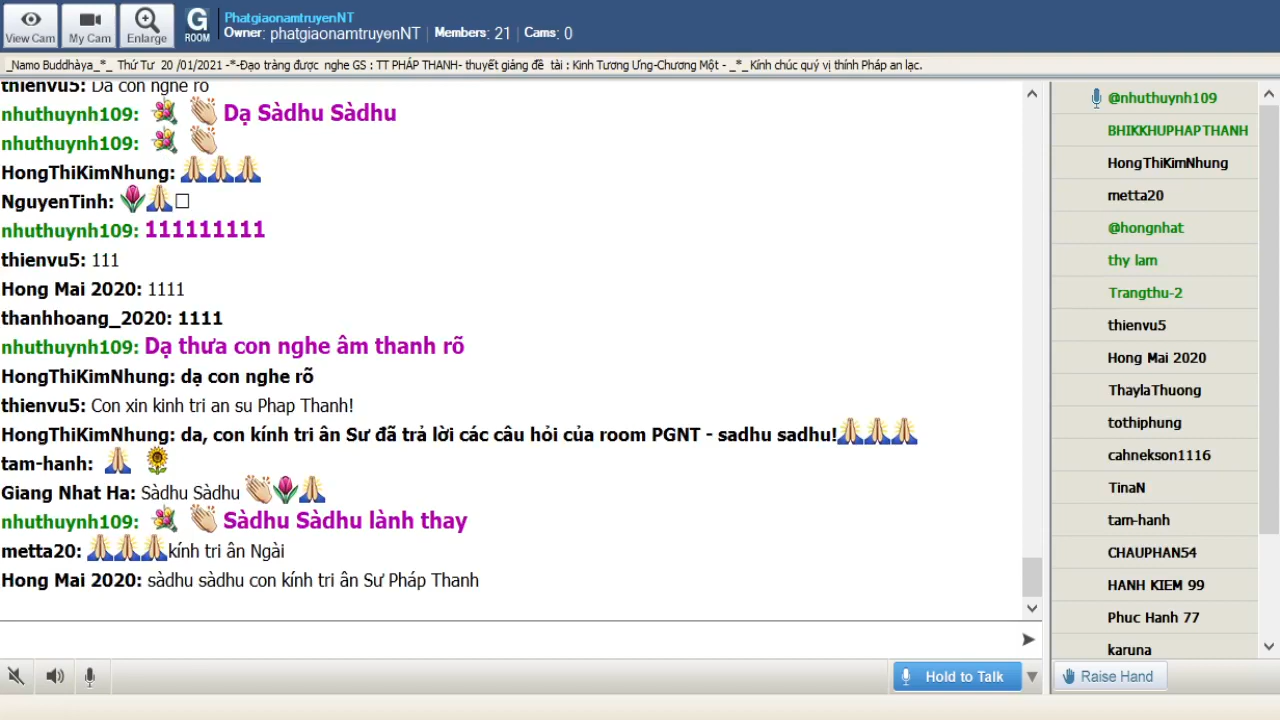 View Cam
My Cam
Enlarge
G
ROOM
PhatgiaonamtruyenNT
Owner: phatgiaonamtruyenNT | Members: 21 | Cams: 0
_Namo Buddhàya_*_ Thứ Tư 20 /01/2021 -*-Đạo tràng được nghe GS : TT PHÁP THANH- thuyết giảng đề tài : Kinh Tương Ưng-Chương Một - _*_Kính chúc quý vị thính Pháp an lạc.
thienvu5: Da con nghe ro
nhuthuynh109: Dạ Sàdhu Sàdhu
nhuthuynh109:
HongThiKimNhung:
NguyenTinh:
nhuthuynh109: 111111111
thienvu5: 111
Hong Mai 2020: 1111
thanhhoang_2020: 1111
nhuthuynh109: Dạ thưa con nghe âm thanh rõ
HongThiKimNhung: dạ con nghe rõ
thienvu5: Con xin kinh tri an su Phap Thanh!
HongThiKimNhung: da, con kính tri ân Sư đã trả lời các câu hỏi của room PGNT - sadhu sadhu!
tam-hanh:
Giang Nhat Ha: Sàdhu Sàdhu
nhuthuynh109: Sàdhu Sàdhu lành thay
metta20: kính tri ân Ngài
Hong Mai 2020: sàdhu sàdhu con kính tri ân Sư Pháp Thanh
@nhuthuynh109
BHIKKHUPHAPTHANH
HongThiKimNhung
metta20
@hongnhat
thy lam
Trangthu-2
thienvu5
Hong Mai 2020
ThaylaThuong
tothiphung
cahnekson1116
TinaN
tam-hanh
CHAUPHAN54
HANH KIEM 99
Phuc Hanh 77
karuna
Hold to Talk
Raise Hand